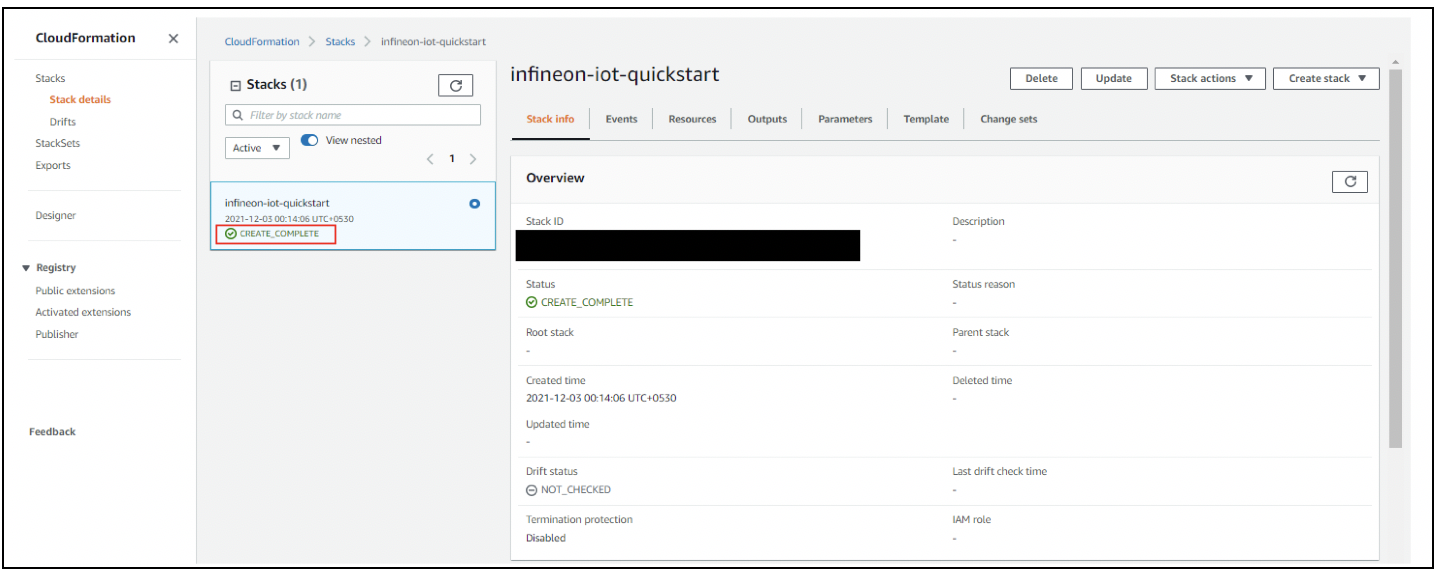 CloudFormation
Stacks
Stack details
Drifts
StackSets
Exports
Designer
Registry
Public extensions
Activated extensions
Publisher
Feedback
CloudFormation > Stacks > infineon-iot-quickstart
Stacks (1)
Filter by stack name
Active
View nested
1
infineon-iot-quickstart
2021-12-03 00:14:06 UTC+0530
CREATE_COMPLETE
infineon-iot-quickstart
Delete Update Stack actions Create stack
Stack info Events Resources Outputs Parameters Template Change sets
Overview
Stack ID Description
-
Status Status reason
CREATE_COMPLETE -
Root stack Parent stack
- -
Created time Deleted time
2021-12-03 00:14:06 UTC+0530 -
Updated time
-
Drift status Last drift check time
NOT_CHECKED -
Termination protection IAM role
Disabled -